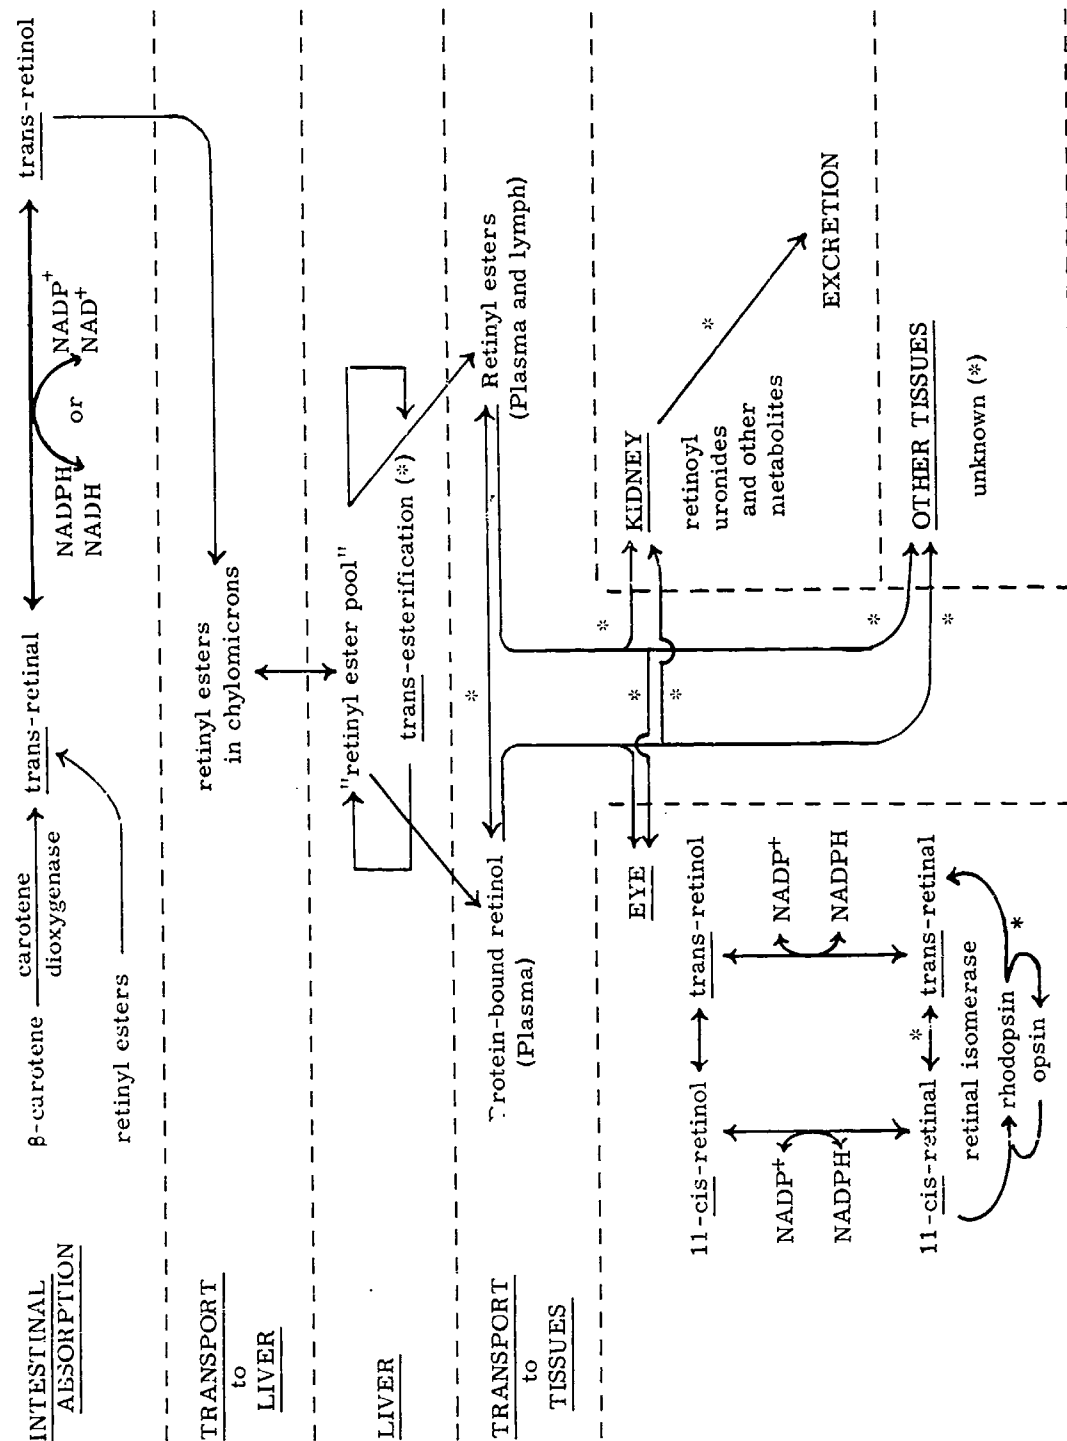 INTESTINAL
ABSORPTION
β-carotene
carotene
dioxygenase
trans-retinal
NADPH
NADH
or
NADP+
NAD+
trans-retinol
retinyl esters
TRANSPORT
to
LIVER
retinyl esters
in chylomicrons
LIVER
"retinyl ester pool"
trans-esterification (*)
TRANSPORT
to
TISSUES
Protein-bound retinol
(Plasma)
*
Retinyl esters
(Plasma and lymph)
EYE
*
*
*
KIDNEY
retinoyl
uronides
and other
metabolites
*
EXCRETION
11-cis-retinol
trans-retinol
NADP+
NADPH
NADP+
NADPH
11-cis-retinal
*
trans-retinal
retinal isomerase
rhodopsin
*
opsin
*
*
OTHER TISSUES
unknown (*)